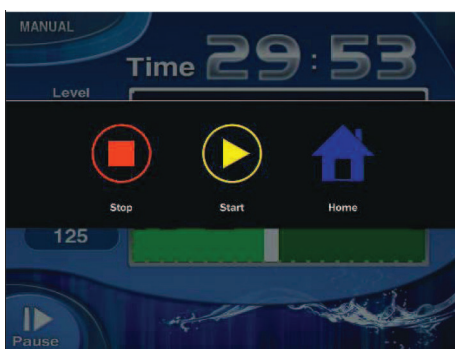 MANUAL
Time 29:53
Level
Stop Start Home
125
Pause